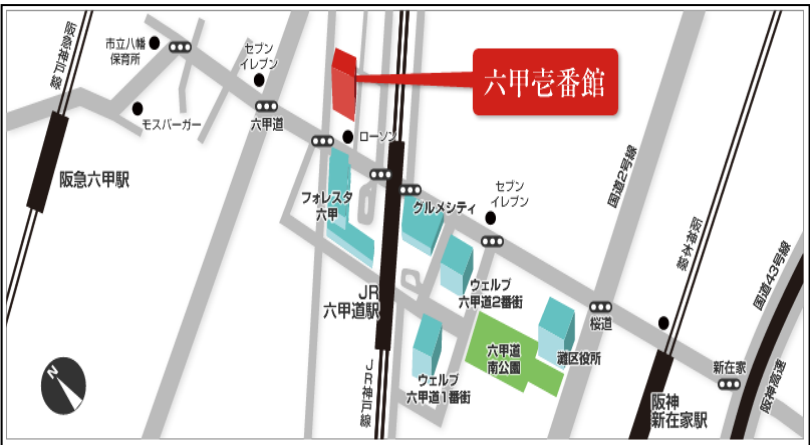 阪急神戸線
市立八幡
保育所
セブン
イレブン
六甲壱番館
モスバーガー
六甲道
ローソン
阪急六甲駅
フォレスタ
六甲
グルメシティ
セブン
イレブン
国道2号線
阪神本線
国道43号線
ウェルブ
六甲道2番街
JR
六甲道駅
桜道
六甲道
南公園
灘区役所
新在家
JR神戸線
ウェルブ
六甲道1番街
阪神
新在家駅
阪神高速
N